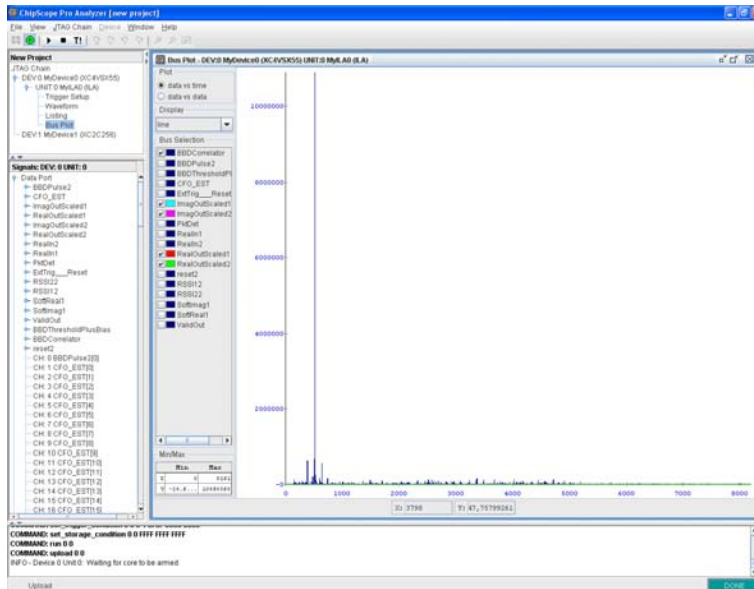 ChipScope Pro Analyzer [new project]
File View JTAG Chain Device Window Help
T!
New Project
JTAG Chain
DEV:0 MyDevice0 (XC4VSX55)
UNIT:0 MyILA0 (ILA)
Trigger Setup
Waveform
Listing
Bus Plot
DEV:1 MyDevice1 (XC2C256)
Signals: DEV: 0 UNIT: 0
Data Port
BBDPulse2
CFO_EST
ImagOutScaled1
RealOutScaled1
ImagOutScaled2
RealOutScaled2
RealIn2
RealIn1
PktDet
ExtTrig___Reset
RSSI12
RSSI22
SoftReal1
SoftImag1
ValidOut
BBDThresholdPlusBias
BBDCorrelator
reset2
CH: 0 BBDPulse2[0]
CH: 1 CFO_EST[0]
CH: 2 CFO_EST[1]
CH: 3 CFO_EST[2]
CH: 4 CFO_EST[3]
CH: 5 CFO_EST[4]
CH: 6 CFO_EST[5]
CH: 7 CFO_EST[6]
CH: 8 CFO_EST[7]
CH: 9 CFO_EST[8]
CH: 10 CFO_EST[9]
CH: 11 CFO_EST[10]
CH: 12 CFO_EST[11]
CH: 13 CFO_EST[12]
CH: 14 CFO_EST[13]
CH: 15 CFO_EST[14]
CH: 16 CFO_EST[15]
Bus Plot - DEV:0 MyDevice0 (XC4VSX55) UNIT:0 MyILA0 (ILA)
Plot
data vs time
data vs data
Display
line
Bus Selection
BBDCorrelator
BBDPulse2
BBDThresholdPl
CFO_EST
ExtTrig___Reset
ImagOutScaled1
ImagOutScaled2
PktDet
RealIn1
RealIn2
RealOutScaled1
RealOutScaled2
reset2
RSSI12
RSSI22
SoftImag1
SoftReal1
ValidOut
Min/Max
Min Max
X 0 8191
Y
10000000
8000000
6000000
4000000
2000000
0
0 1000 2000 3000 4000 5000 6000 7000 8000
X: 3798 Y: 47,75799261
COMMAND: set_storage_condition 0 0 FFFF FFFF FFFF
COMMAND: run 0 0
COMMAND: upload 0 0
INFO - Device 0 Unit 0: Waiting for core to be armed
Upload
DONE